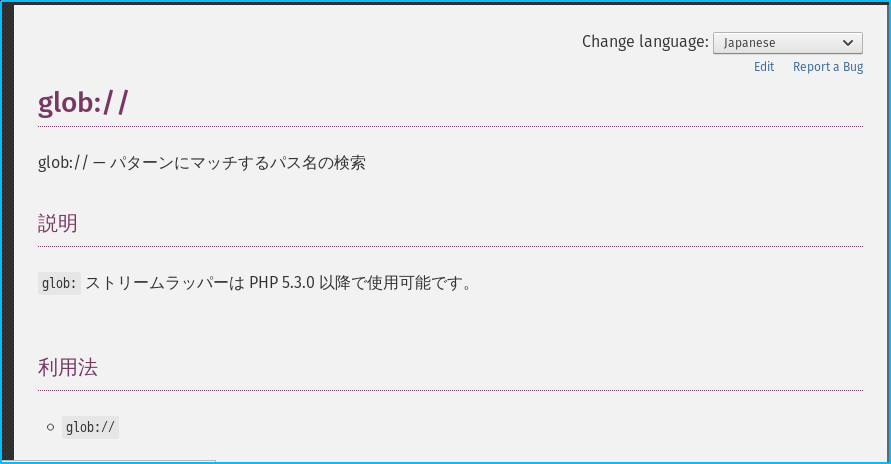 Change language: Japanese
Edit Report a Bug
glob://
glob:// — パターンにマッチするパス名の検索
説明
glob: ストリームラッパーは PHP 5.3.0 以降で使用可能です。
利用法
glob://